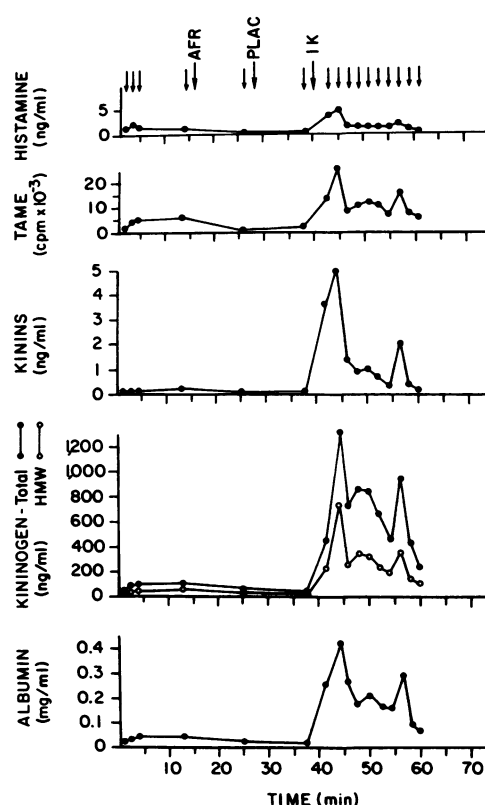 AFR
PLAC
IK
HISTAMINE
(ng/ml)
5
0
TAME
(cpm x10-3)
20
10
0
KININS
(ng/ml)
5
4
3
2
1
0
KININOGEN-Total
HMW
(ng/ml)
1200
1000
800
600
400
200
0
ALBUMIN
(mg/ml)
0.4
0.3
0.2
0.1
0
10 20 30 40 50 60 70
TIME (min)